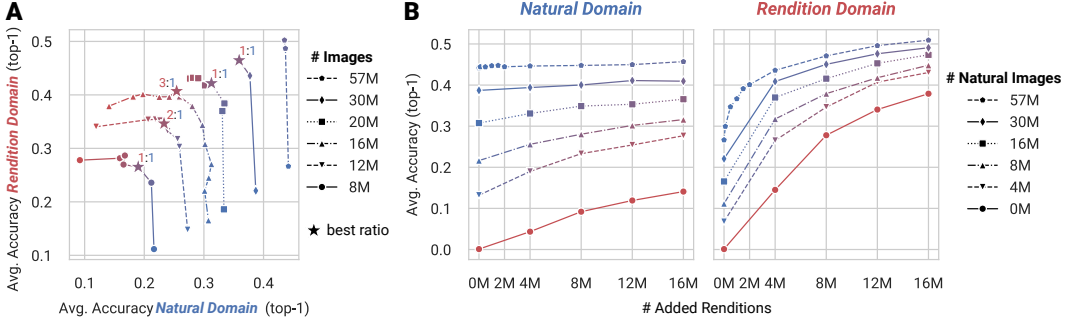 A
Avg. Accuracy Rendition Domain (top-1)
0.5
0.4
0.3
0.2
0.1
0.1
0.2
0.3
0.4
1:1
1:1
3:1
2:1
1:1
Avg. Accuracy Natural Domain (top-1)
# Images
57M
30M
20M
16M
12M
8M
best ratio
B
Natural Domain
Rendition Domain
Avg. Accuracy (top-1)
0.5
0.4
0.3
0.2
0.1
0.0
0M 2M 4M 8M 12M 16M
0M 2M 4M 8M 12M 16M
# Added Renditions
# Natural Images
57M
30M
16M
8M
4M
0M